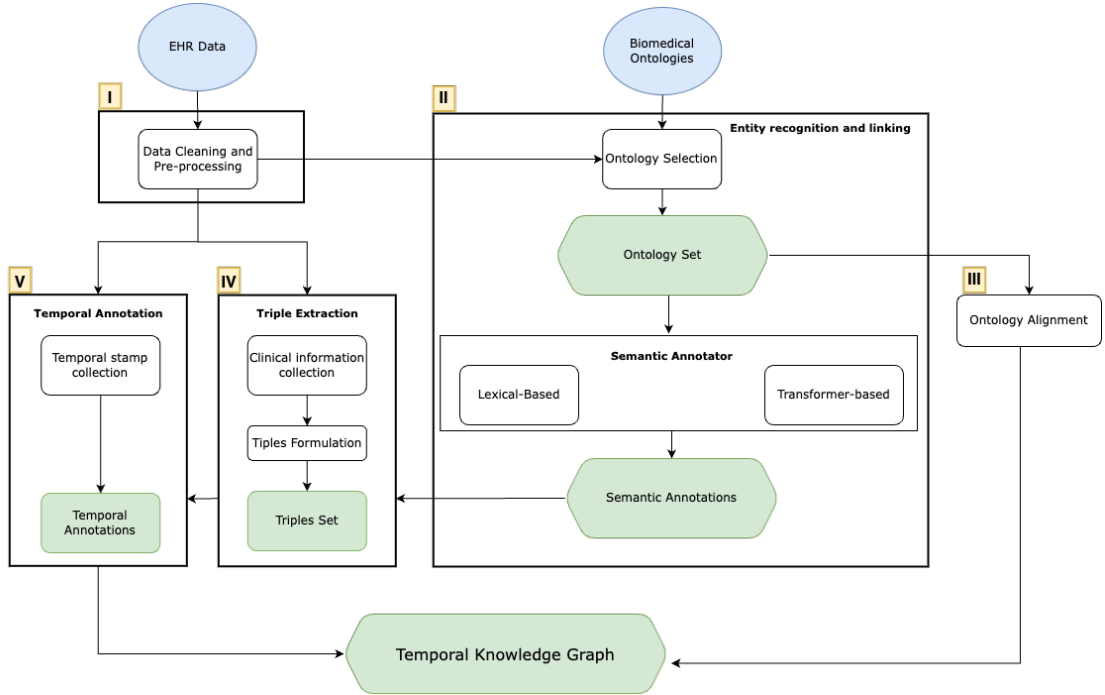 EHR Data
Biomedical
Ontologies
I
II
Entity recognition and linking
Data Cleaning and
Pre-processing
Ontology Selection
Ontology Set
V
IV
III
Temporal Annotation
Triple Extraction
Ontology Alignment
Temporal stamp
collection
Clinical information
collection
Semantic Annotator
Lexical-Based
Transformer-based
Tiples Formulation
Temporal
Annotations
Triples Set
Semantic Annotations
Temporal Knowledge Graph